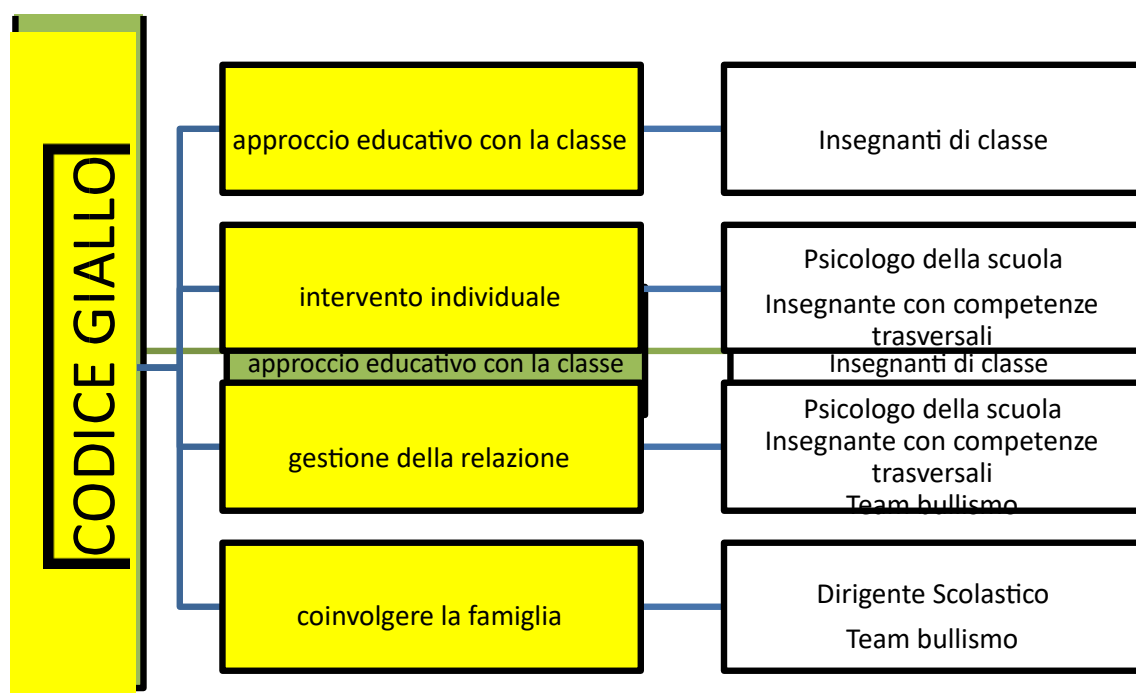 CODICE GIALLO
approccio educativo con la classe
Insegnanti di classe
intervento individuale
Psicologo della scuola
Insegnante con competenze
trasversali
approccio educativo con la classe
Insegnanti di classe
gestione della relazione
Psicologo della scuola
Insegnante con competenze
trasversali
Team bullismo
coinvolgere la famiglia
Dirigente Scolastico
Team bullismo